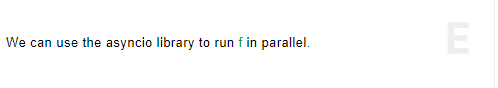 We can use the asyncio library to run f in parallel.
E